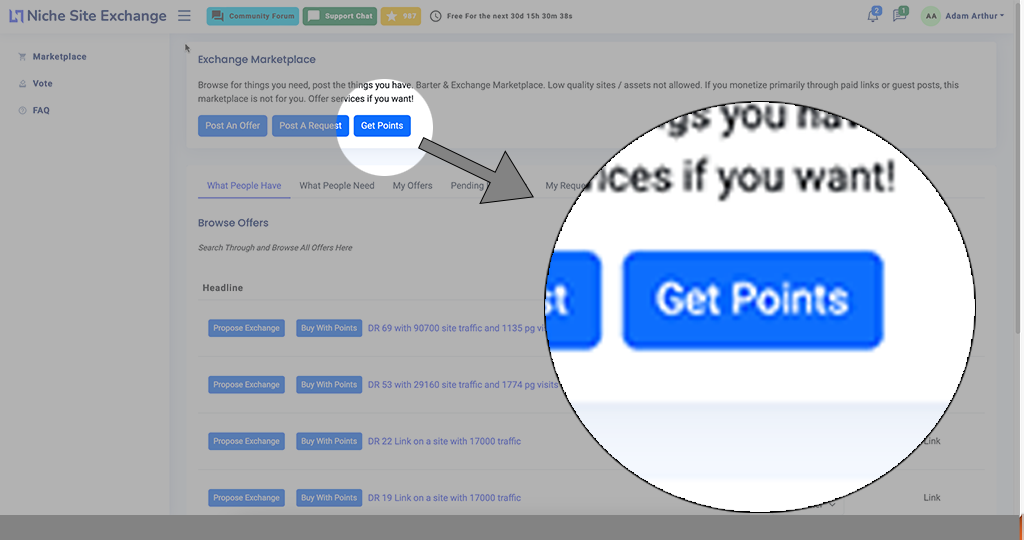 Niche Site Exchange
Community Forum
Support Chat
987
Free For the next 30d 15h 30m 38s
2
1
AA
Adam Arthur
Marketplace
Vote
FAQ
Exchange Marketplace
Browse for things you need, post the things you have. Barter & Exchange Marketplace. Low quality sites / assets not allowed. If you monetize primarily through paid links or guest posts, this
marketplace is not for you. Offer services if you want!
Post An Offer
Post A Request
Get Points
What People Have
What People Need
My Offers
Pending
My
Browse Offers
Search Through and Browse All Offers Here
Headline
Propose Exchange
Buy With Points
DR 69 with 90700 site traffic and 1135 pg
Propose Exchange
Buy With Points
DR 53 with 29160 site traffic and 1774 pg visits
Propose Exchange
Buy With Points
DR 22 Link on a site with 17000 traffic
Link
Propose Exchange
Buy With Points
DR 19 Link on a site with 17000 traffic
Link
gs you hav
ices if you want!
st
Get Points